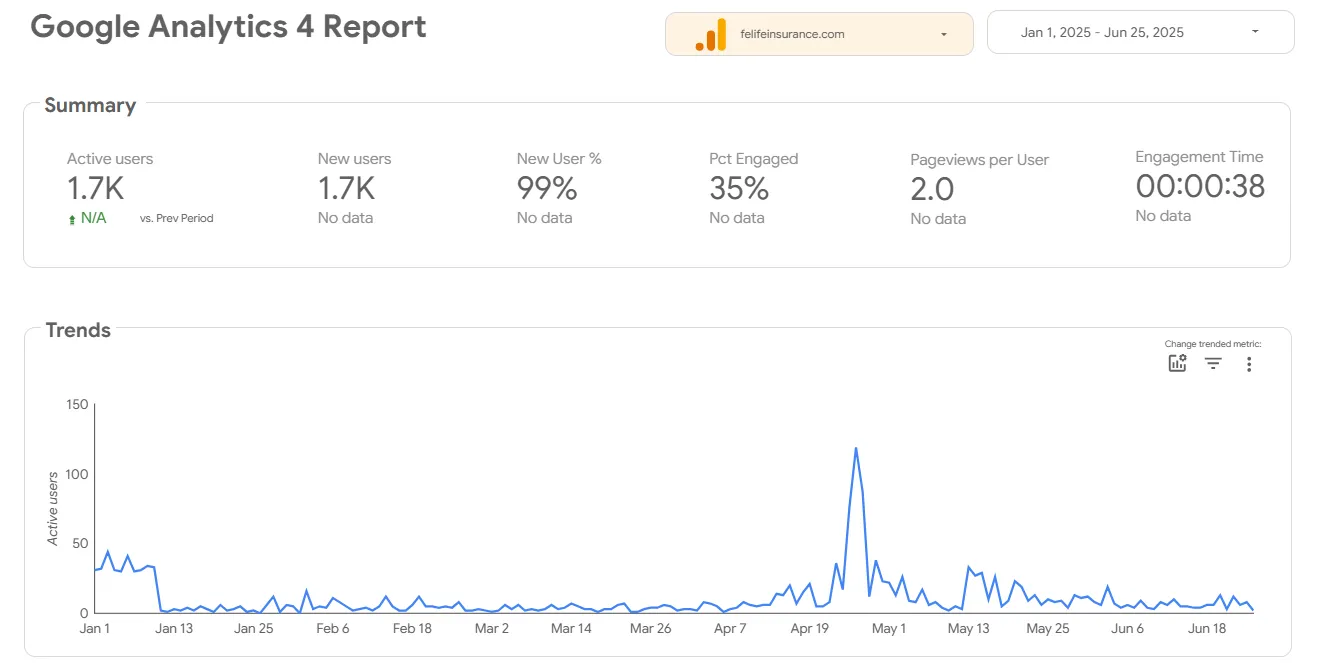 Google Analytics 4 Report
felifeinsurance.com
Jan 1, 2025 - Jun 25, 2025
Summary
Active users
1.7K
N/A vs. Prev Period
New users
1.7K
No data
New User %
99%
No data
Pct Engaged
35%
No data
Pageviews per User
2.0
No data
Engagement Time
00:00:38
No data
Trends
Change trended metric:
150
100
50
0
Active users
Jan 1 Jan 13 Jan 25 Feb 6 Feb 18 Mar 2 Mar 14 Mar 26 Apr 7 Apr 19 May 1 May 13 May 25 Jun 6 Jun 18